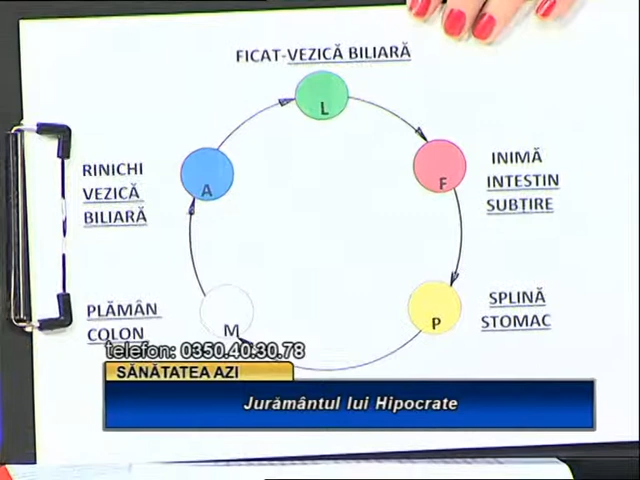 FICAT-VEZICĂ BILIARĂ
L
RINICHI
VEZICĂ
BILIARĂ
A
F
INIMĂ
INTESTIN
SUBTIRE
PLĂMÂN
COLON
M
P
SPLINĂ
STOMAC
telefon: 0350.40.30.78
SĂNĂTATEA AZI
Jurământul lui Hipocrate